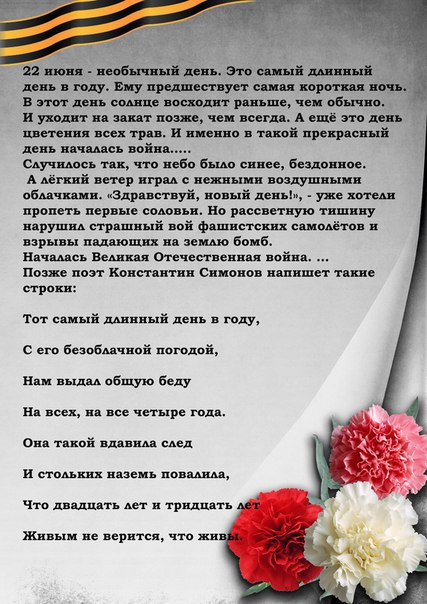 22 июня - необычный день. Это самый длинный
день в году. Ему предшествует самая короткая ночь.
В этот день солнце восходит раньше, чем обычно.
И уходит на закат позже, чем всегда. А ещё это день
цветения всех трав. И именно в такой прекрасный
день началась война.....
Случилось так, что небо было синее, бездонное.
А лёгкий ветер играл с нежными воздушными
облачками. «Здравствуй, новый день!», - уже хотели
пропеть первые соловьи. Но рассветную тишину
нарушил страшный вой фашистских самолётов и
взрывы падающих на землю бомб.
Началась Великая Отечественная война. ...
Позже поэт Константин Симонов напишет такие
строки:
Тот самый длинный день в году,
С его безоблачной погодой,
Нам выдал общую беду
На всех, на все четыре года.
Она такой вдавила след
И стольких наземь повалила,
Что двадцать лет и тридцать лет
Живым не верится, что живы.